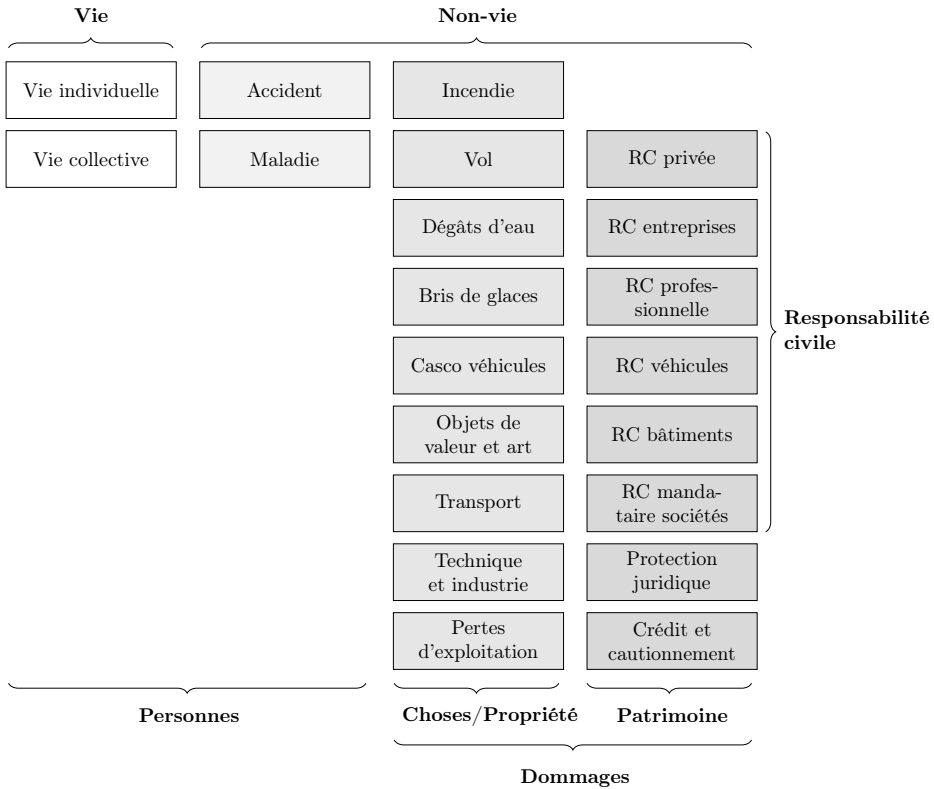 Vie
Non-vie
Vie individuelle
Accident
Incendie
Vie collective
Maladie
Vol
RC privée
Dégâts d'eau
RC entreprises
Bris de glaces
RC profes-
sionnelle
Casco véhicules
RC véhicules
Objets de
valeur et art
RC bâtiments
Transport
RC manda-
taire sociétés
Responsabilité
civile
Technique
et industrie
Protection
juridique
Pertes
d'exploitation
Crédit et
cautionnement
Personnes
Choses/Propriété
Patrimoine
Dommages